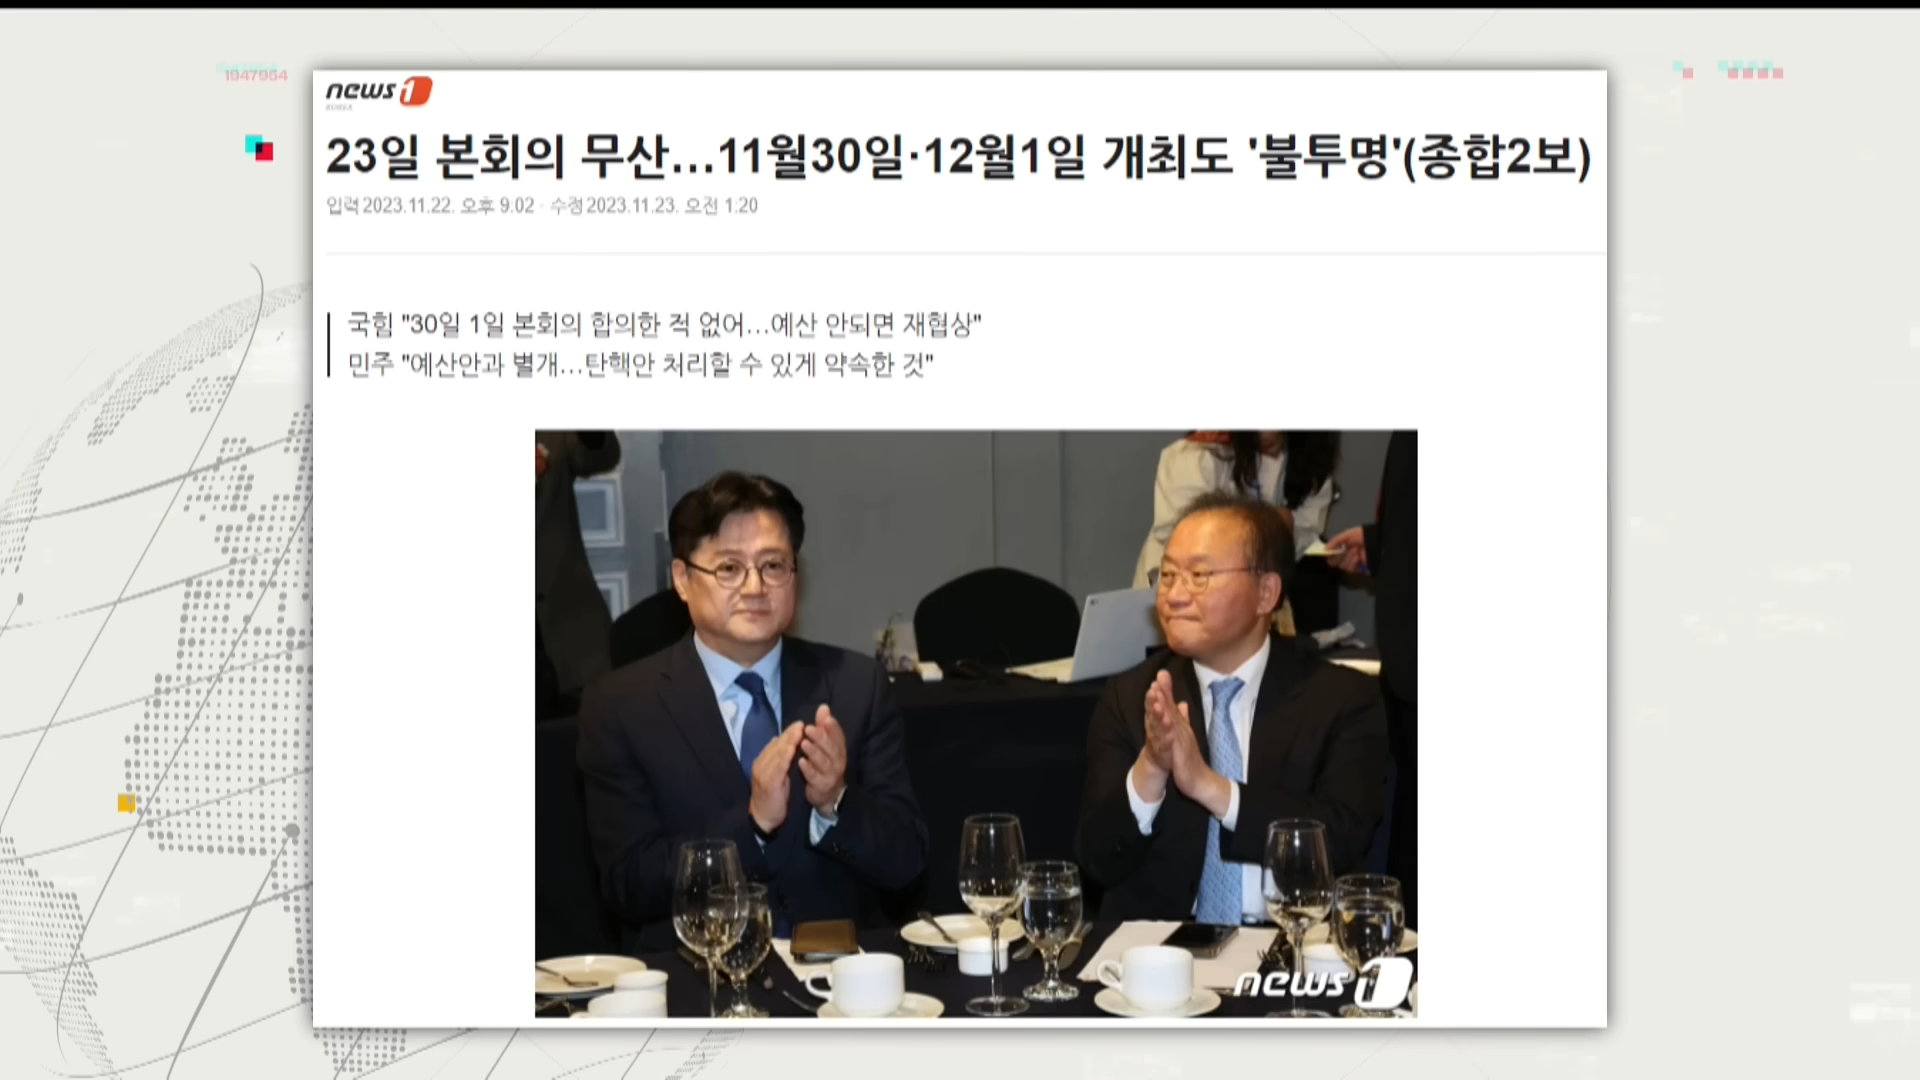 1947954
news1
KOREA
23일 본회의 무산...11월30일·12월1일 개최도 '불투명'(종합2보)
입력 2023.11.22. 오후 9:02 · 수정 2023.11.23. 오전 1:20
국힘 "30일 1일 본회의 합의한 적 없어...예산 안되면 재협상"
민주 "예산안과 별개...탄핵안 처리할 수 있게 약속한 것"
news1